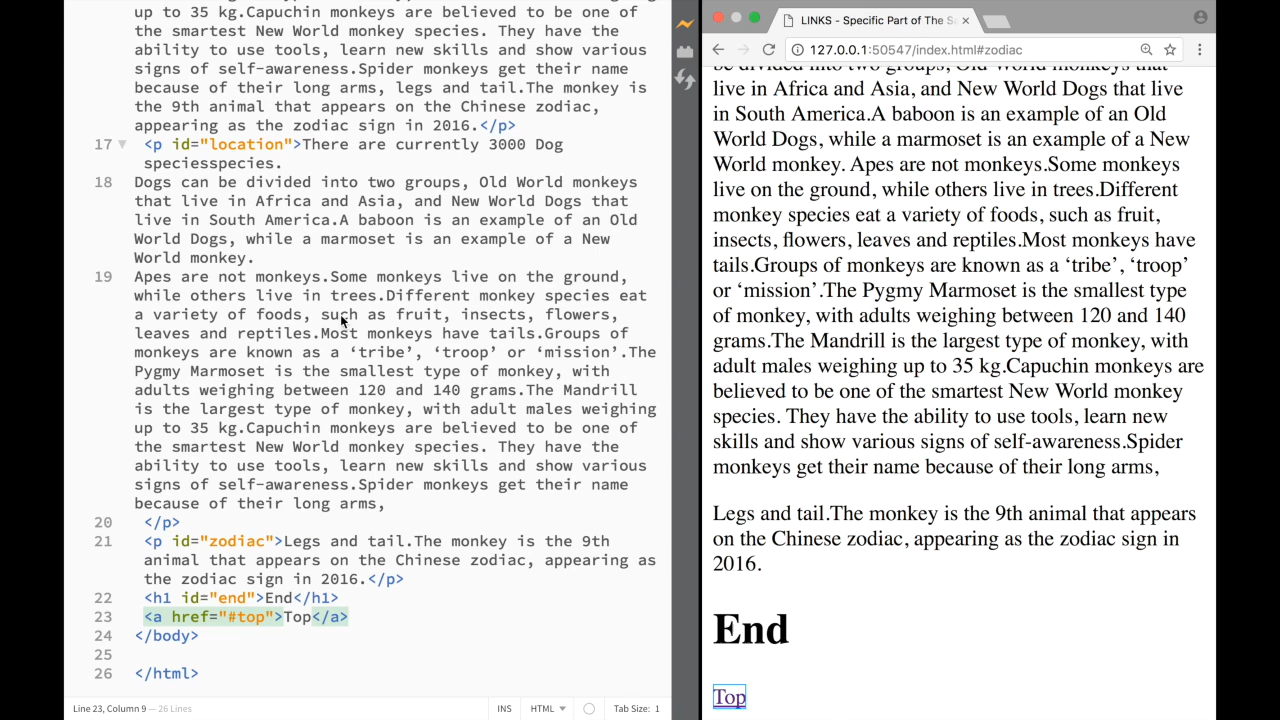 up to 35 kg.Capuchin monkeys are believed to be one of
the smartest New World monkey species. They have the
ability to use tools, learn new skills and show various
signs of self-awareness.Spider monkeys get their name
because of their long arms, legs and tail.The monkey is
the 9th animal that appears on the Chinese zodiac,
appearing as the zodiac sign in 2016.</p>
17 <p id="location">There are currently 3000 Dog
speciesspecies.
18 Dogs can be divided into two groups, Old World monkeys
that live in Africa and Asia, and New World Dogs that
live in South America.A baboon is an example of an Old
World Dogs, while a marmoset is an example of a New
World monkey.
19 Apes are not monkeys.Some monkeys live on the ground,
while others live in trees.Different monkey species eat
a variety of foods, such as fruit, insects, flowers,
leaves and reptiles.Most monkeys have tails.Groups of
monkeys are known as a ‘tribe’, ‘troop’ or ‘mission’.The
Pygmy Marmoset is the smallest type of monkey, with
adults weighing between 120 and 140 grams.The Mandrill
is the largest type of monkey, with adult males weighing
up to 35 kg.Capuchin monkeys are believed to be one of
the smartest New World monkey species. They have the
ability to use tools, learn new skills and show various
signs of self-awareness.Spider monkeys get their name
because of their long arms,
20 </p>
21 <p id="zodiac">Legs and tail.The monkey is the 9th
animal that appears on the Chinese zodiac, appearing as
the zodiac sign in 2016.</p>
22 <h1 id="end">End</h1>
23 <a href="#top">Top</a>
24 </body>
25
26 </html>
Line 23, Column 9 — 26 Lines
INS
HTML
Tab Size: 1
LINKS - Specific Part of The Sa
127.0.0.1:50547/index.html#zodiac
be divided into two groups, Old World monkeys that
live in Africa and Asia, and New World Dogs that live
in South America.A baboon is an example of an Old
World Dogs, while a marmoset is an example of a New
World monkey. Apes are not monkeys.Some monkeys
live on the ground, while others live in trees.Different
monkey species eat a variety of foods, such as fruit,
insects, flowers, leaves and reptiles.Most monkeys have
tails.Groups of monkeys are known as a ‘tribe’, ‘troop’
or ‘mission’.The Pygmy Marmoset is the smallest type
of monkey, with adults weighing between 120 and 140
grams.The Mandrill is the largest type of monkey, with
adult males weighing up to 35 kg.Capuchin monkeys are
believed to be one of the smartest New World monkey
species. They have the ability to use tools, learn new
skills and show various signs of self-awareness.Spider
monkeys get their name because of their long arms,
Legs and tail.The monkey is the 9th animal that appears
on the Chinese zodiac, appearing as the zodiac sign in
2016.
End
Top